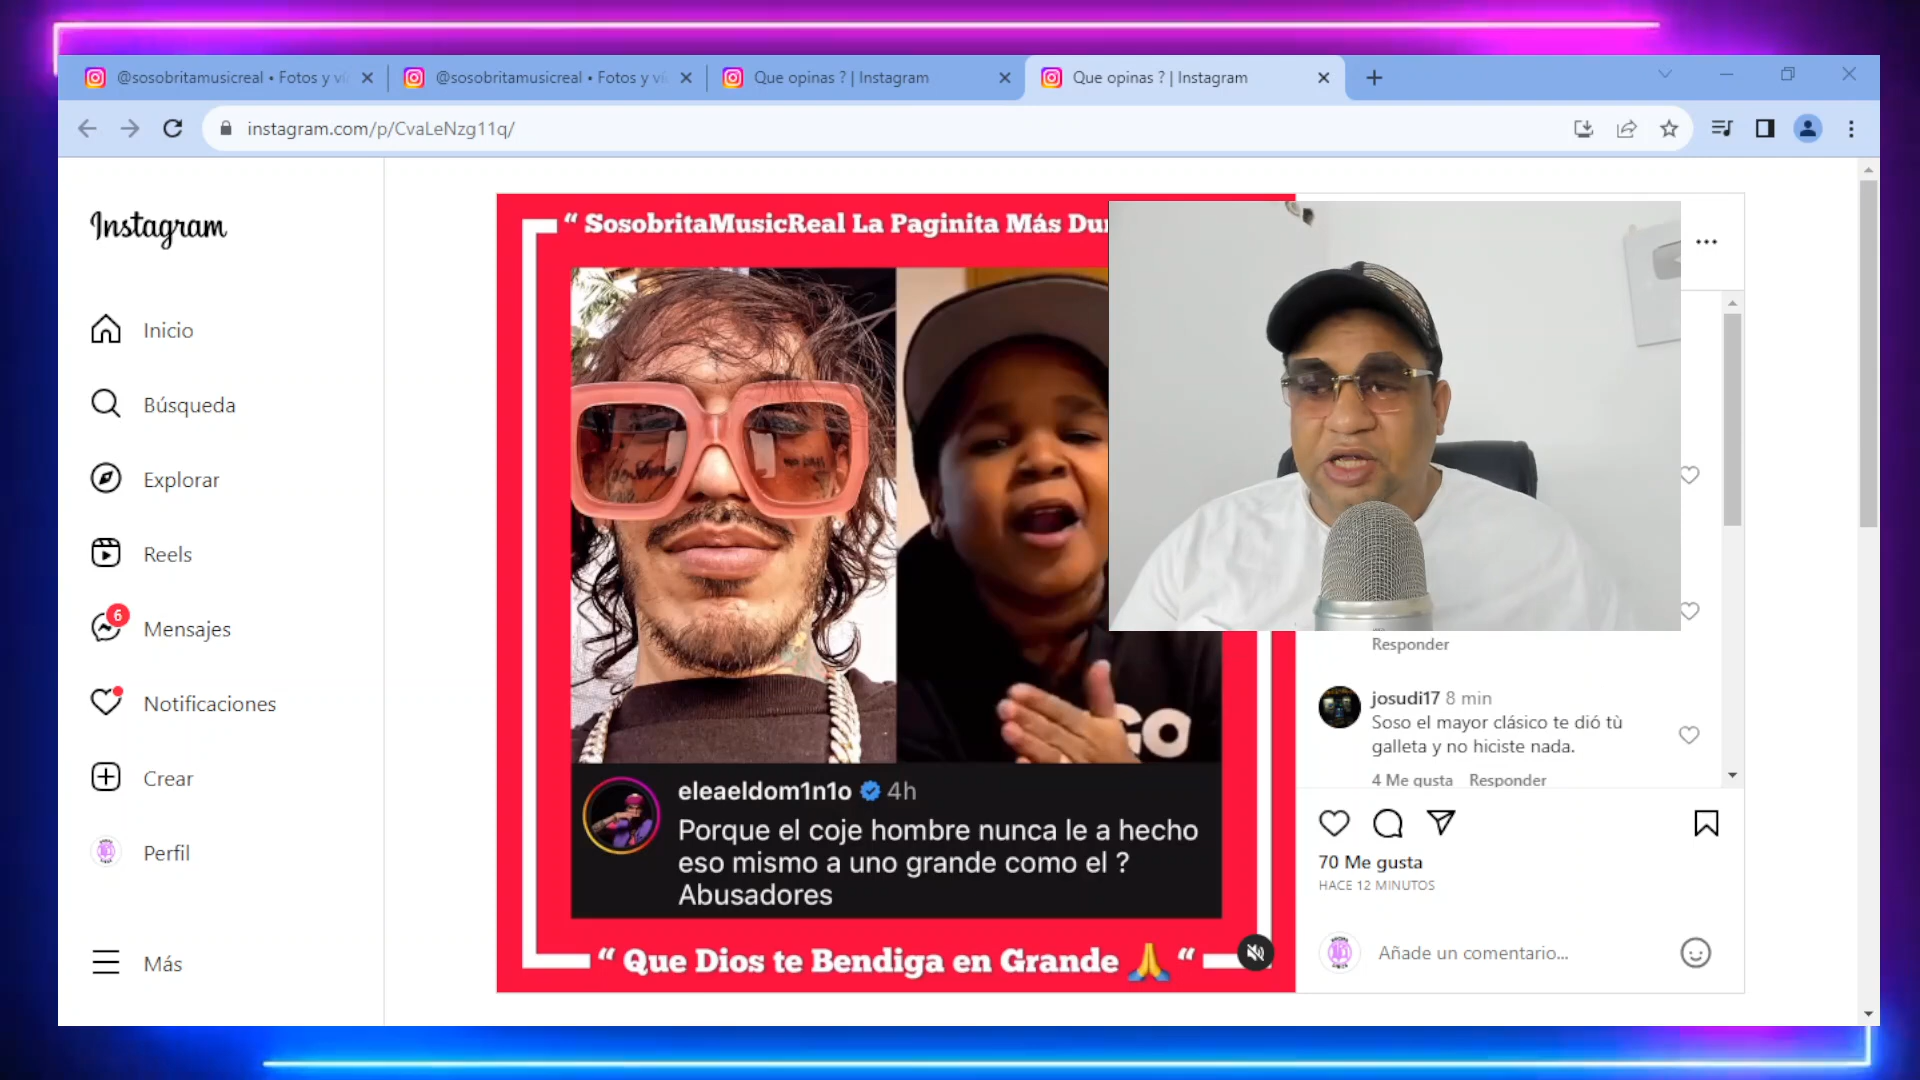 @sosobritamusicreal • Fotos y ví
@sosobritamusicreal • Fotos y ví
Que opinas ? | Instagram
Que opinas ? | Instagram
instagram.com/p/CvaLeNzg11q/
Instagram
Inicio
Búsqueda
Explorar
Reels
6
Mensajes
Notificaciones
Crear
Perfil
Más
“ SosobritaMusicReal La Paginita Más Du
GO
eleaeldom1n1o 4h
Porque el coje hombre nunca le a hecho
eso mismo a uno grande como el ?
Abusadores
“ Que Dios te Bendiga en Grande 🙏 “
Responder
josudi17 8 min
Soso el mayor clásico te dió tù
galleta y no hiciste nada.
4 Me gusta Responder
70 Me gusta
HACE 12 MINUTOS
Añade un comentario...